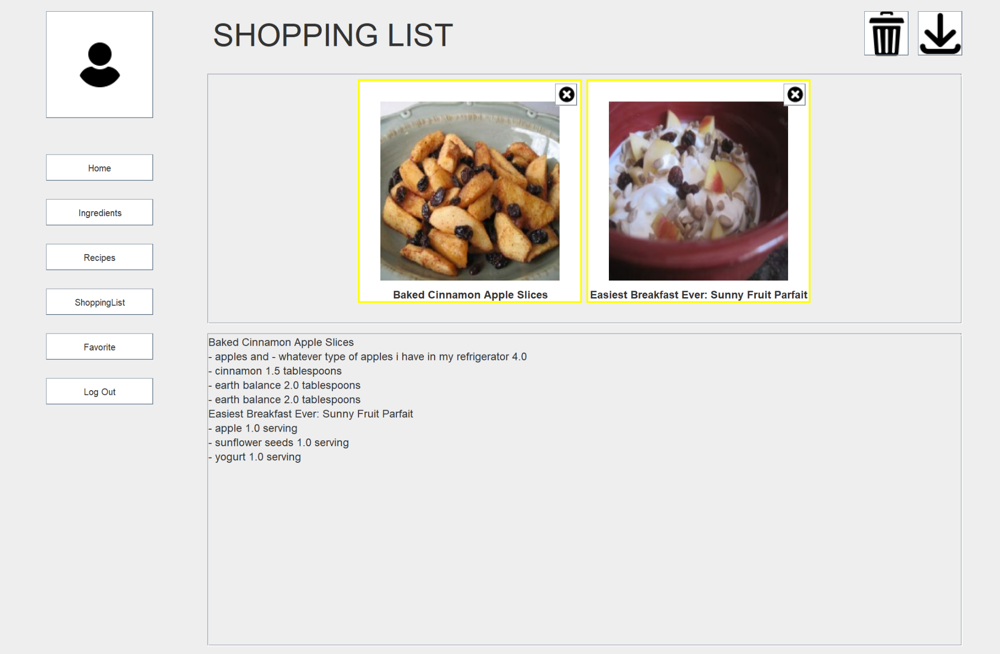 SHOPPING LIST
Home
Ingredients
Recipes
ShoppingList
Favorite
Log Out
Baked Cinnamon Apple Slices
Easiest Breakfast Ever: Sunny Fruit Parfait
Baked Cinnamon Apple Slices
- apples and - whatever type of apples i have in my refrigerator 4.0
- cinnamon 1.5 tablespoons
- earth balance 2.0 tablespoons
- earth balance 2.0 tablespoons
Easiest Breakfast Ever: Sunny Fruit Parfait
- apple 1.0 serving
- sunflower seeds 1.0 serving
- yogurt 1.0 serving